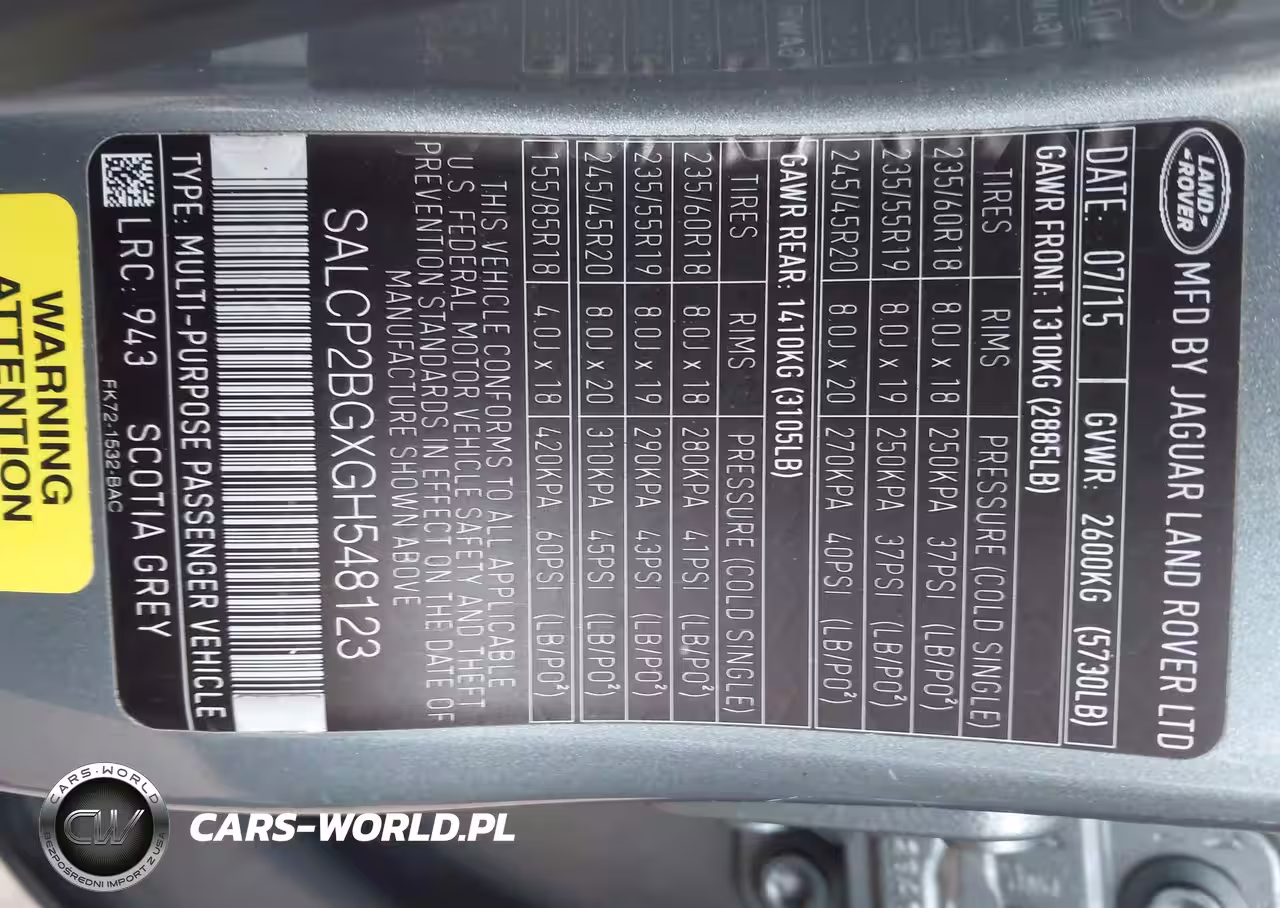 LAND
ROVER
MFD BY JAGUAR LAND ROVER LTD
DATE: 07/15 GVWR: 2600KG (5730LB)
GAWR FRONT: 1310KG (2885LB)
TIRES RIMS PRESSURE (COLD SINGLE)
235/60R18 8.0J x 18 250KPA 37PSI (LB/PO²)
235/55R19 8.0J x 19 250KPA 37PSI (LB/PO²)
245/45R20 8.0J x 20 270KPA 40PSI (LB/PO²)
GAWR REAR: 1410KG (3105LB)
TIRES RIMS PRESSURE (COLD SINGLE)
235/60R18 8.0J x 18 280KPA 41PSI (LB/PO²)
235/55R19 8.0J x 19 290KPA 43PSI (LB/PO²)
245/45R20 8.0J x 20 310KPA 45PSI (LB/PO²)
155/85R18 4.0J x 18 420KPA 60PSI (LB/PO²)
THIS VEHICLE CONFORMS TO ALL APPLICABLE
U.S. FEDERAL MOTOR VEHICLE SAFETY AND THEFT
PREVENTION STANDARDS IN EFFECT ON THE DATE OF
MANUFACTURE SHOWN ABOVE
SALCP2BGXGH548123
TYPE: MULTI-PURPOSE PASSENGER VEHICLE
LRC: 943 SCOTIA GREY
FK72-1532-BAC
WARNING
ATTENTION
CARS-WORLD
CW
BEZPOŚREDNI IMPORT Z USA
CARS-WORLD.PL